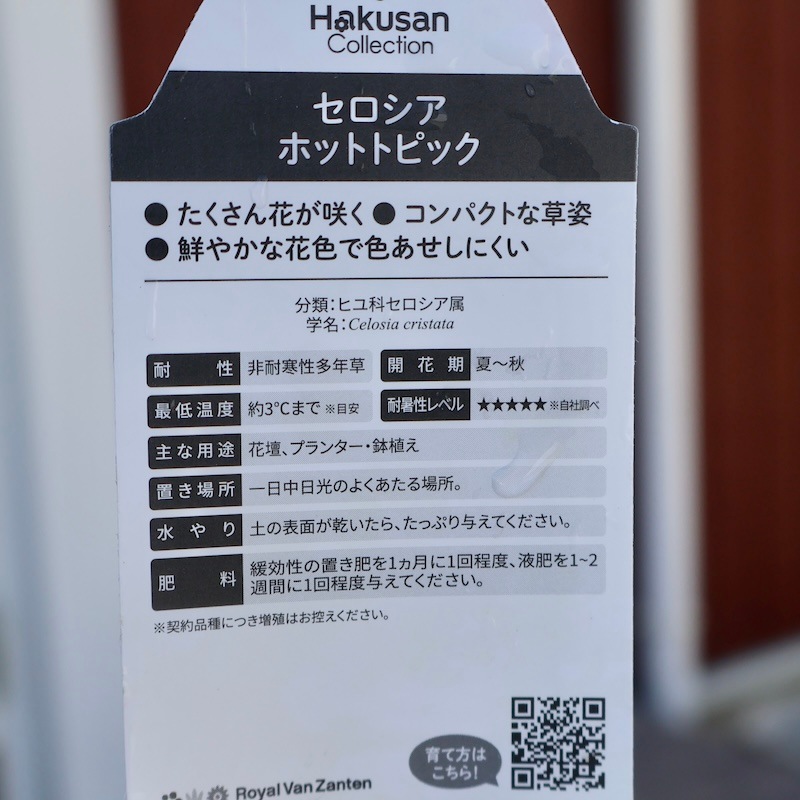 Hakusan
Collection
セロシア
ホットトピック
● たくさん花が咲く ● コンパクトな草姿
● 鮮やかな花色で色あせしにくい
分類：ヒユ科セロシア属
学名：Celosia cristata
耐性 非耐寒性多年草 開花期 夏〜秋
最低温度 約3℃まで ※目安 耐暑性レベル ★★★★★ ※自社調べ
主な用途 花壇、プランター・鉢植え
置き場所 一日中日光のよくあたる場所。
水やり 土の表面が乾いたら、たっぷり与えてください。
肥料 緩効性の置き肥を1ヵ月に1回程度、液肥を1~2
週間に1回程度与えてください。
※契約品種につき増殖はお控えください。
育て方は
こちら！
Royal Van Zanten